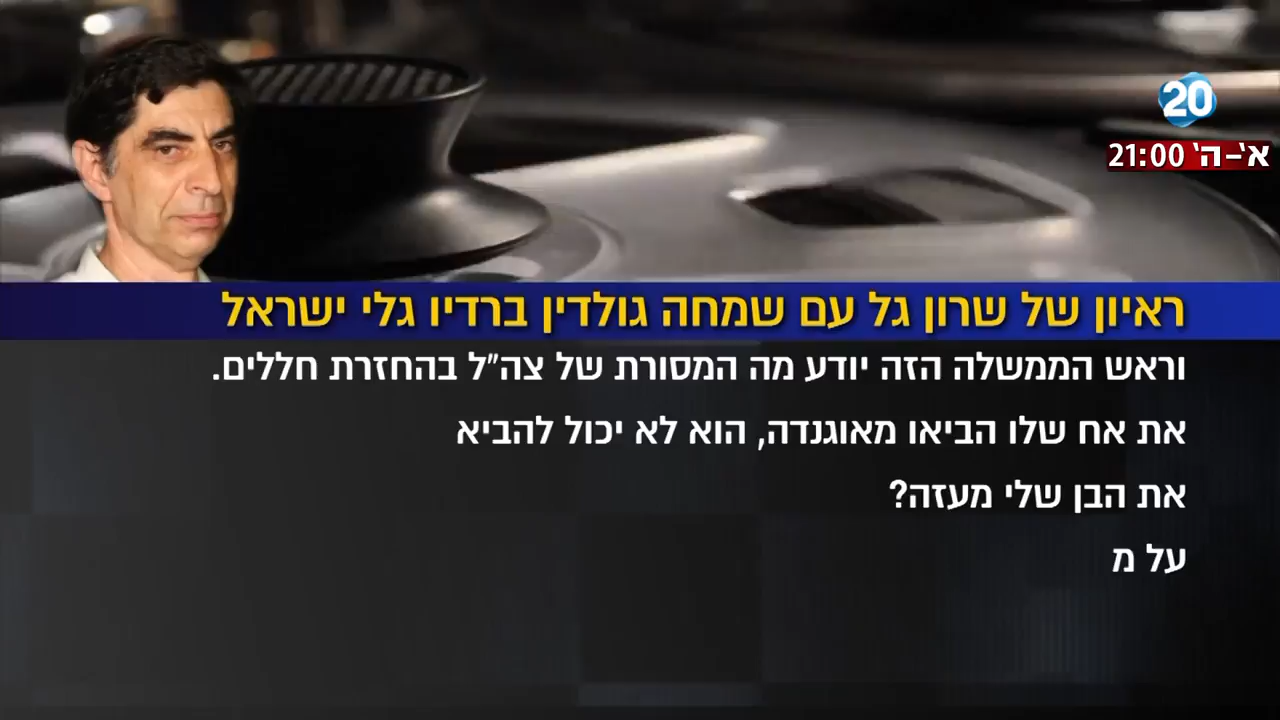 20
א'-ה' 21:00
ראיון של שרון גל עם שמחה גולדין ברדיו גלי ישראל
וראש הממשלה הזה יודע מה המסורת של צה"ל בהחזרת חללים.
את אח שלו הביאו מאוגנדה, הוא לא יכול להביא
את הבן שלי מעזה?
על מ